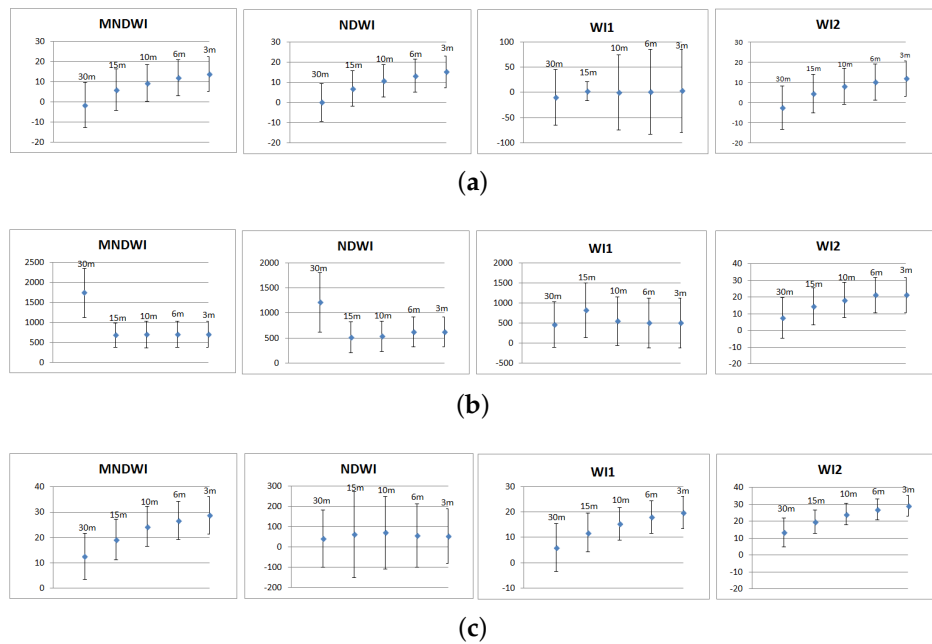 MNDWI
30
20
10
0
-10
-20
30m
15m
10m
6m
3m
NDWI
30
20
10
0
-10
-20
30m
15m
10m
6m
3m
WI1
100
50
0
-50
-100
30m
15m
10m
6m
3m
WI2
30
20
10
0
-10
-20
30m
15m
10m
6m
3m
(a)
MNDWI
2500
2000
1500
1000
500
0
30m
15m
10m
6m
3m
NDWI
2000
1500
1000
500
0
30m
15m
10m
6m
3m
WI1
2000
1500
1000
500
0
-500
30m
15m
10m
6m
3m
WI2
40
30
20
10
0
-10
-20
30m
15m
10m
6m
3m
(b)
MNDWI
40
30
20
10
0
30m
15m
10m
6m
3m
NDWI
300
200
100
0
-100
-200
30m
15m
10m
6m
3m
WI1
30
20
10
0
-10
30m
15m
10m
6m
3m
WI2
40
30
20
10
0
-10
-20
30m
15m
10m
6m
3m
(c)